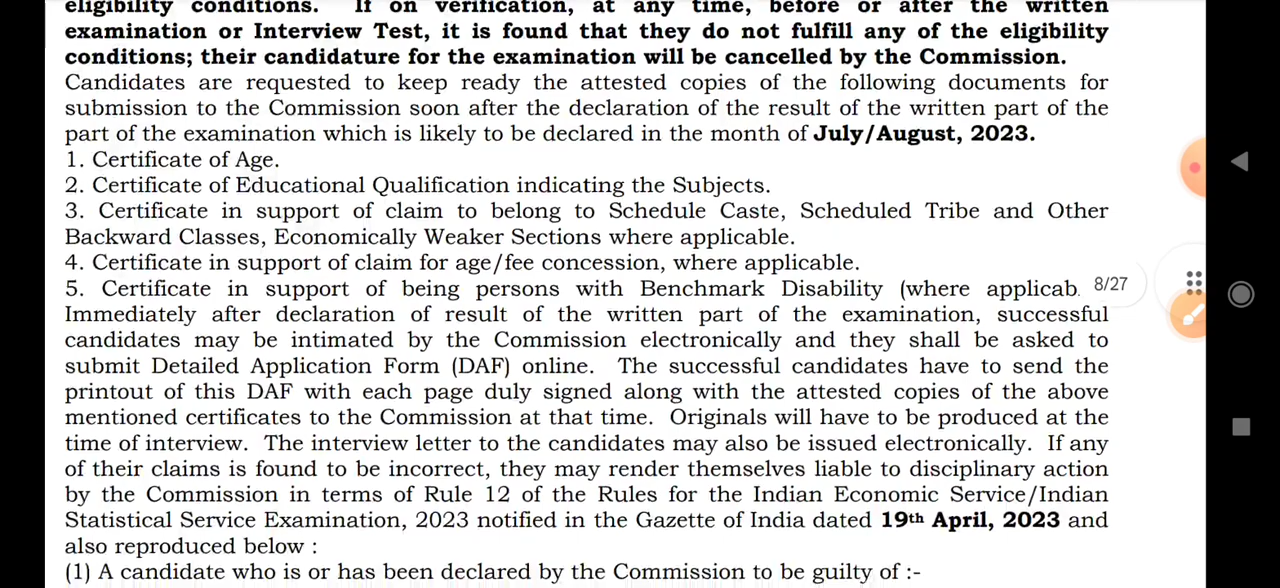 eligibility conditions. If on verification, at any time, before or after the written
examination or Interview Test, it is found that they do not fulfill any of the eligibility
conditions; their candidature for the examination will be cancelled by the Commission.
Candidates are requested to keep ready the attested copies of the following documents for
submission to the Commission soon after the declaration of the result of the written part of the
part of the examination which is likely to be declared in the month of July/August, 2023.
1. Certificate of Age.
2. Certificate of Educational Qualification indicating the Subjects.
3. Certificate in support of claim to belong to Schedule Caste, Scheduled Tribe and Other
Backward Classes, Economically Weaker Sections where applicable.
4. Certificate in support of claim for age/fee concession, where applicable.
5. Certificate in support of being persons with Benchmark Disability (where applicab
8/27
Immediately after declaration of result of the written part of the examination, successful
candidates may be intimated by the Commission electronically and they shall be asked to
submit Detailed Application Form (DAF) online. The successful candidates have to send the
printout of this DAF with each page duly signed along with the attested copies of the above
mentioned certificates to the Commission at that time. Originals will have to be produced at the
time of interview. The interview letter to the candidates may also be issued electronically. If any
of their claims is found to be incorrect, they may render themselves liable to disciplinary action
by the Commission in terms of Rule 12 of the Rules for the Indian Economic Service/Indian
Statistical Service Examination, 2023 notified in the Gazette of India dated 19th April, 2023 and
also reproduced below :
(1) A candidate who is or has been declared by the Commission to be guilty of :-